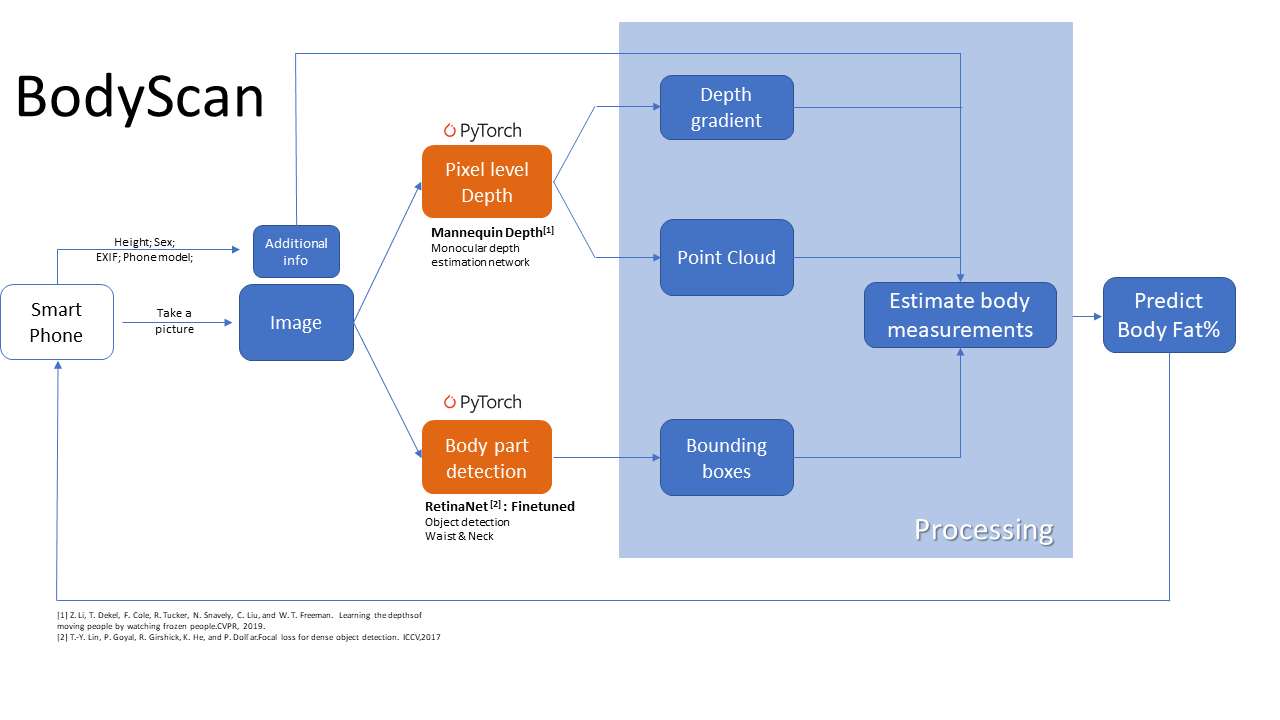 BodyScan
PyTorch
Pixel level
Depth
Mannequin Depth[1]
Monocular depth
estimation network
Height; Sex;
EXIF; Phone model;
Additional
info
Smart
Phone
Take a
picture
Image
PyTorch
Body part
detection
RetinaNet [2] : Finetuned
Object detection
Waist & Neck
Depth
gradient
Point Cloud
Bounding
boxes
Estimate body
measurements
Processing
Predict
Body Fat%
[1] Z. Li, T. Dekel, F. Cole, R. Tucker, N. Snavely, C. Liu, and W. T. Freeman. Learning the depthsof
moving people by watching frozen people.CVPR, 2019.
[2] T.-Y. Lin, P. Goyal, R. Girshick, K. He, and P. Doll´ar.Focal loss for dense object detection. ICCV,2017